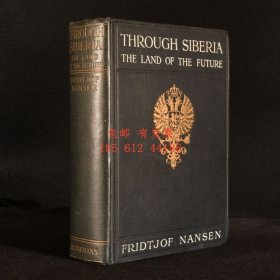 THROUGH SIBERIA
THE LAND OF THE FUTURE
FRIDTJOF NANSEN
THROUGH
SIBERIA
THE LAND
OF THE FUTURE
FRIDTJOF
NANSEN
HEINEMANN
包邮